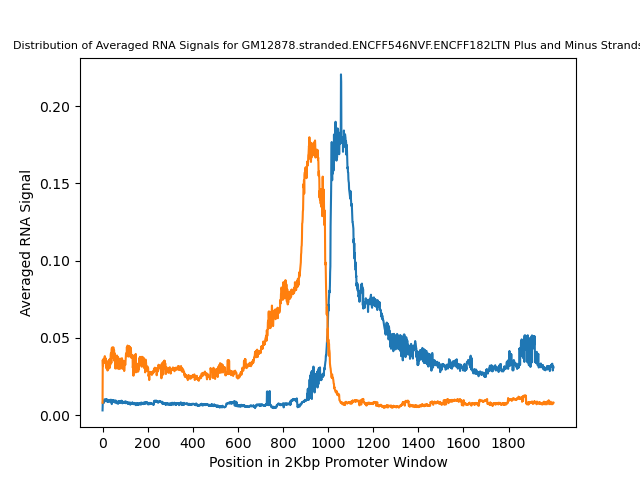 Distribution of Averaged RNA Signals for GM12878.stranded.ENCFF546NVF.ENCFF182LTN Plus and Minus Strands
0.20
0.15
0.10
0.05
0.00
Averaged RNA Signal
0 200 400 600 800 1000 1200 1400 1600 1800
Position in 2Kbp Promoter Window